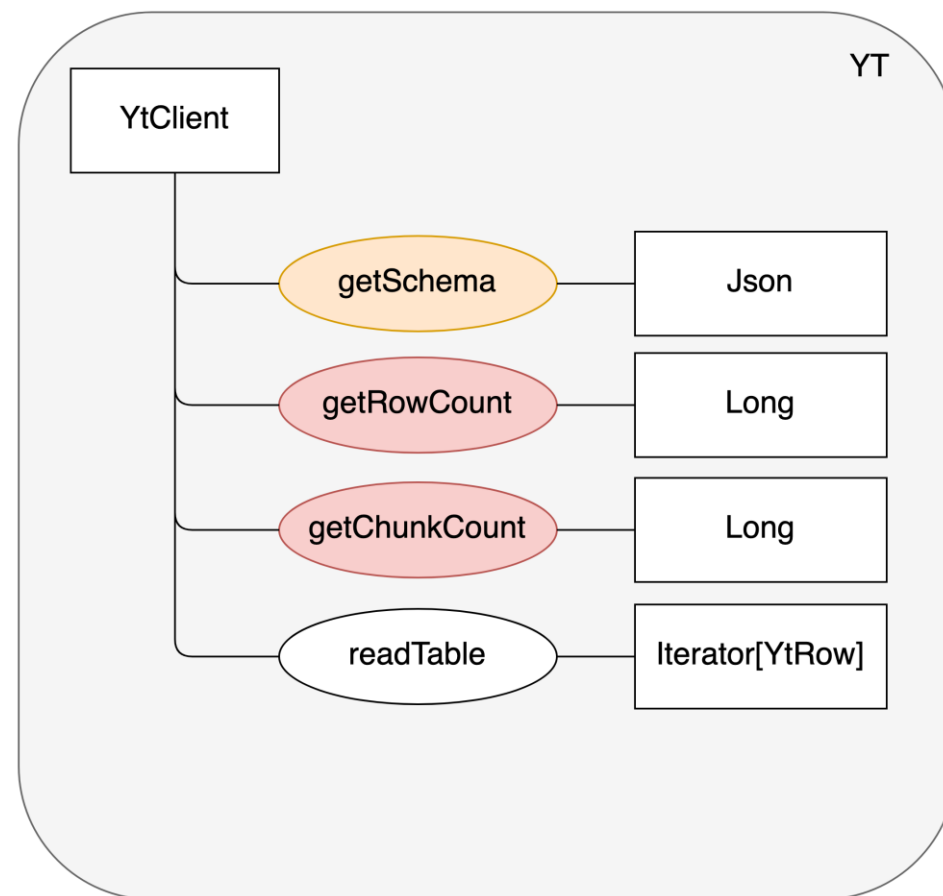 YT
YtClient
getSchema
Json
getRowCount
Long
getChunkCount
Long
readTable
Iterator[YtRow]